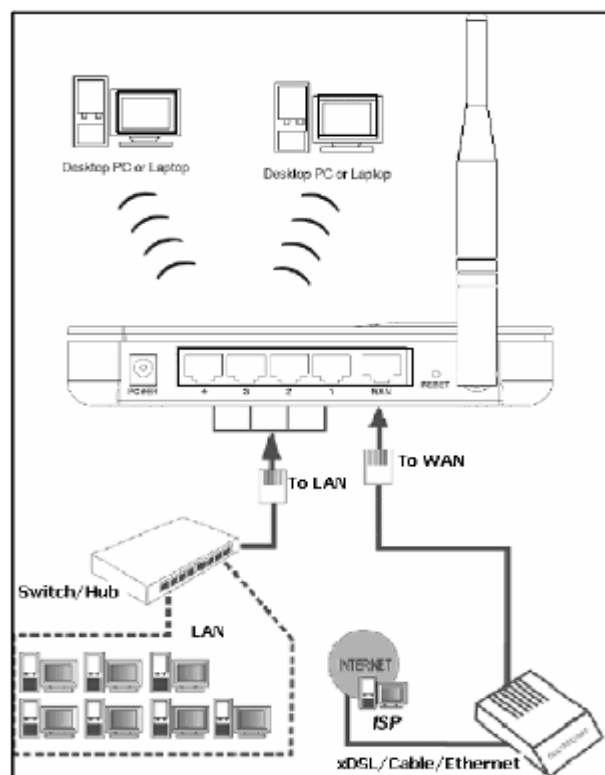 Desktop PC or Laptop
Desktop PC or Laptop
POWER
4 3 2 1 WAN
RESET
To LAN
To WAN
Switch/Hub
LAN
INTERNET
ISP
xDSL/Cable/Ethernet